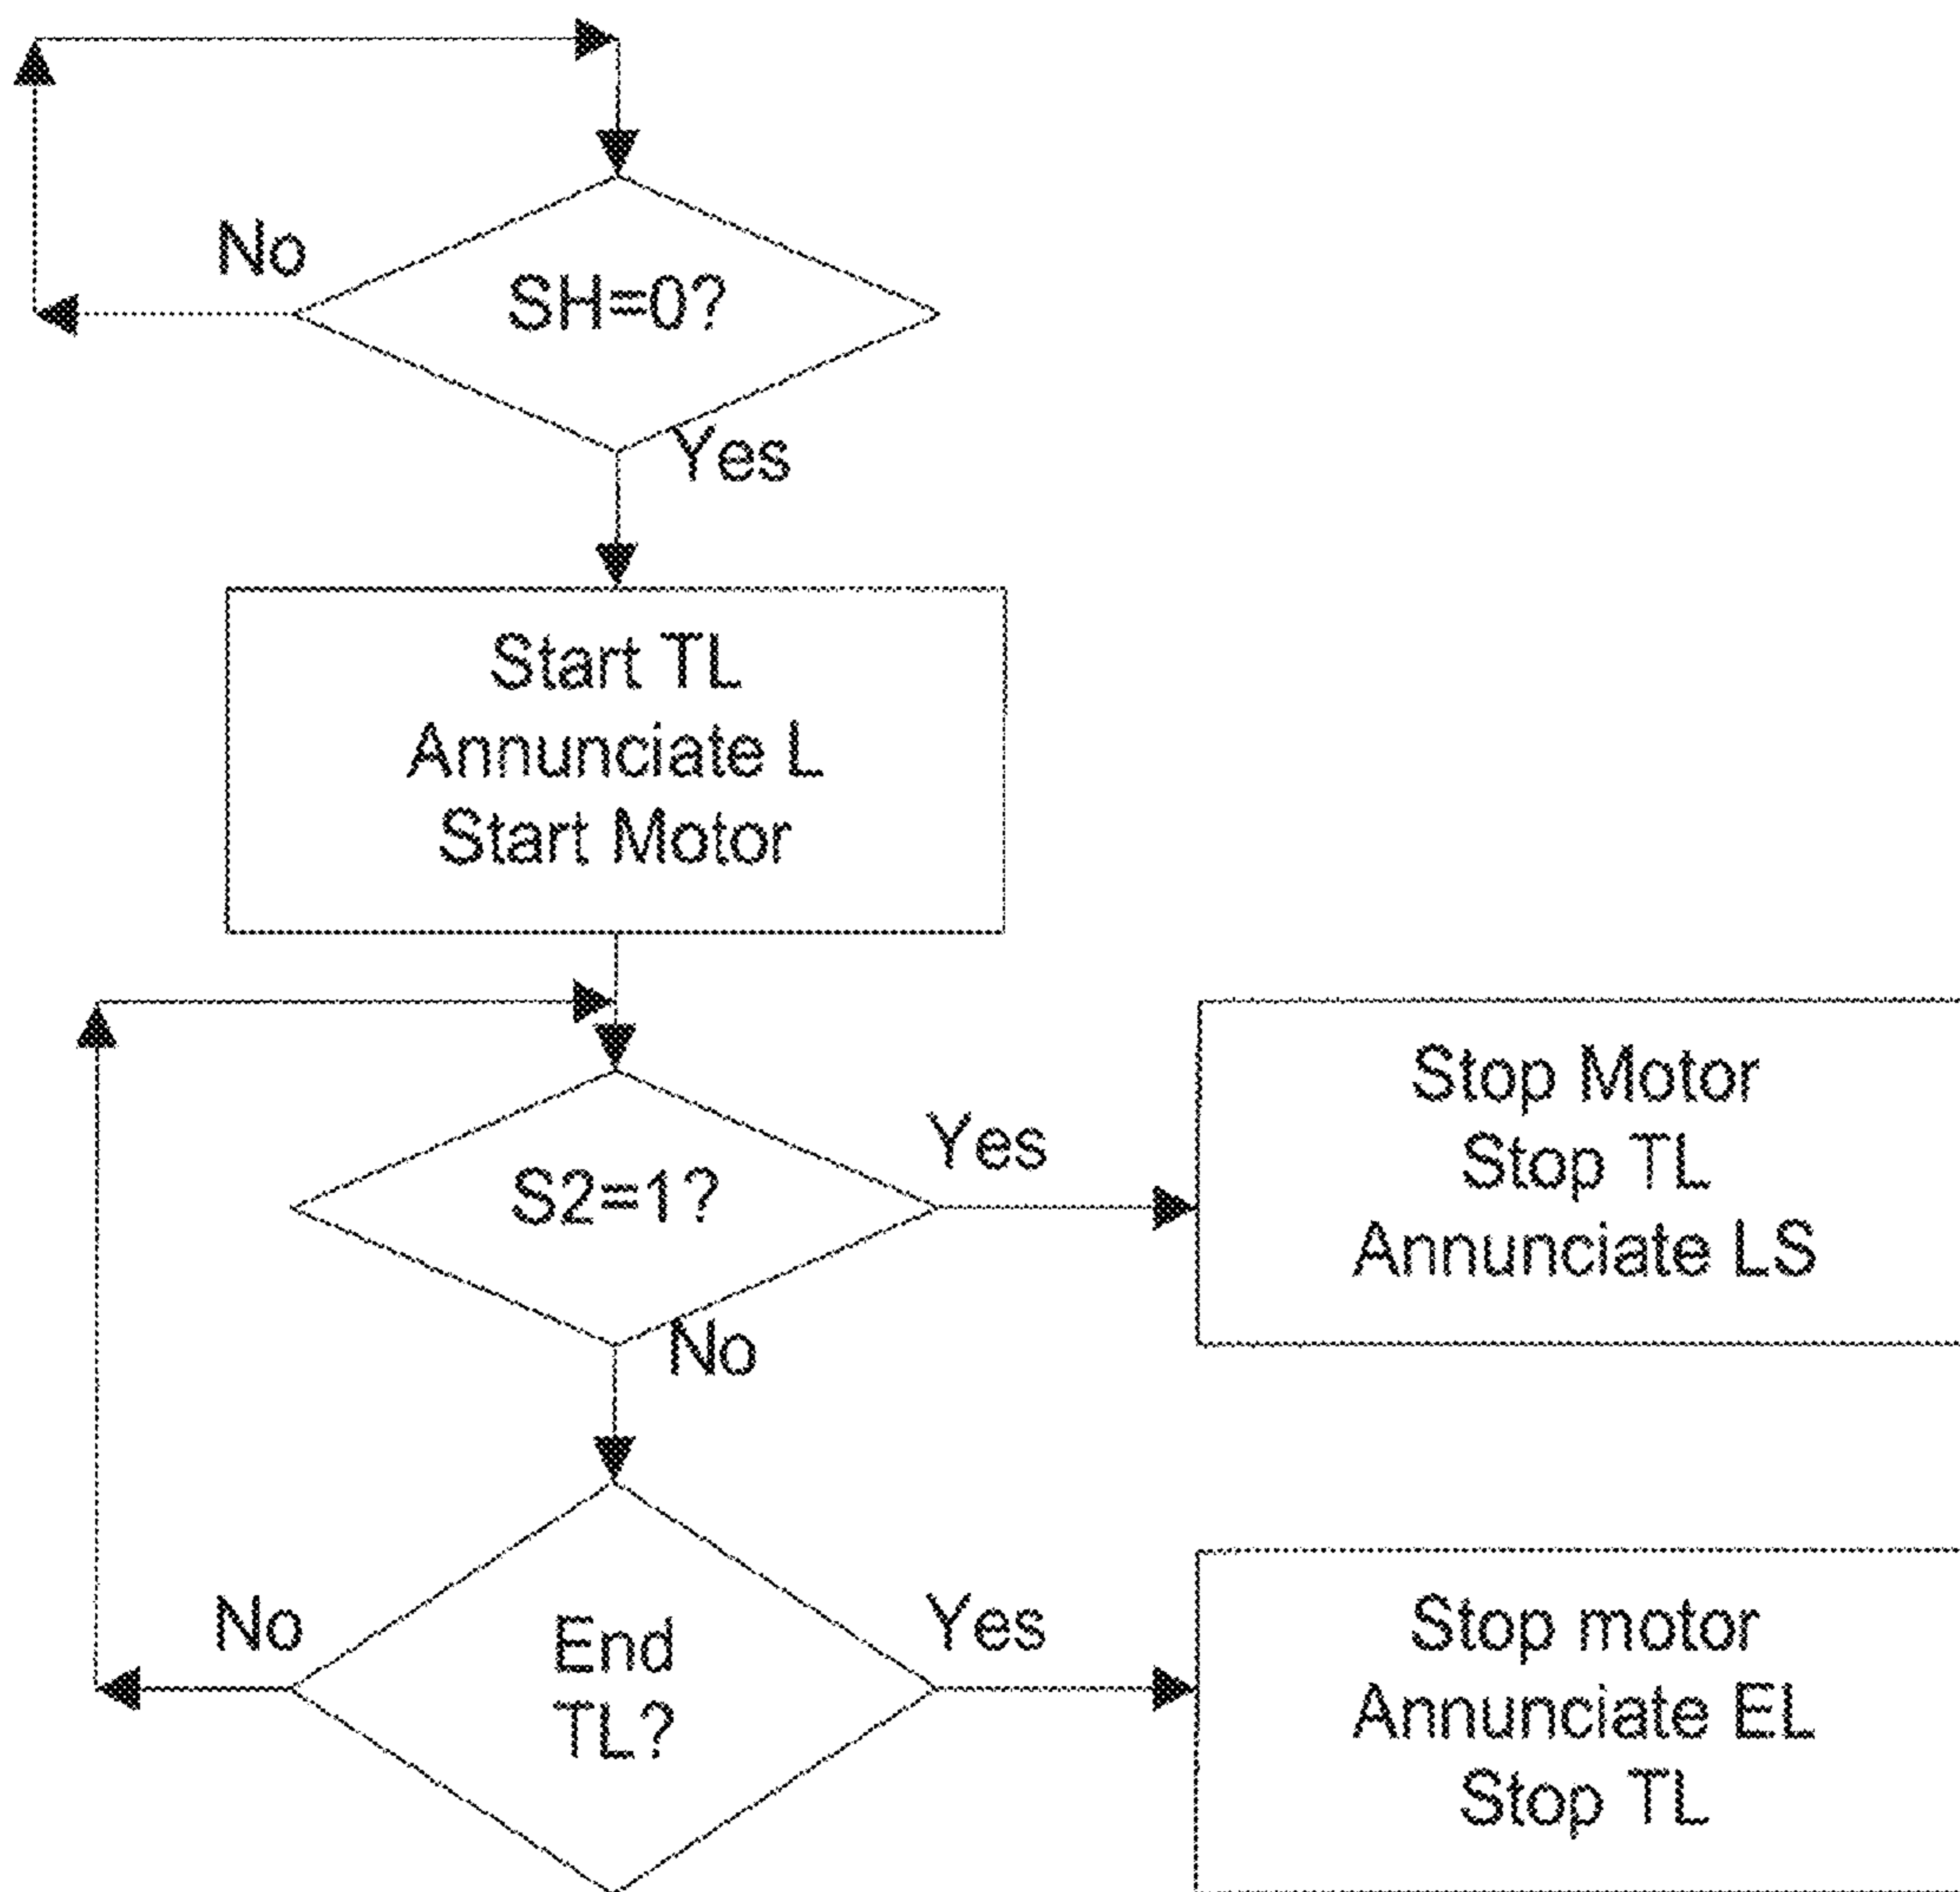 No
SH=0?
Yes
Start TL
Annunciate L
Start Motor
S2=1?
Yes
No
Stop Motor
Stop TL
Annunciate LS
No
End
TL?
Yes
Stop motor
Annunciate EL
Stop TL